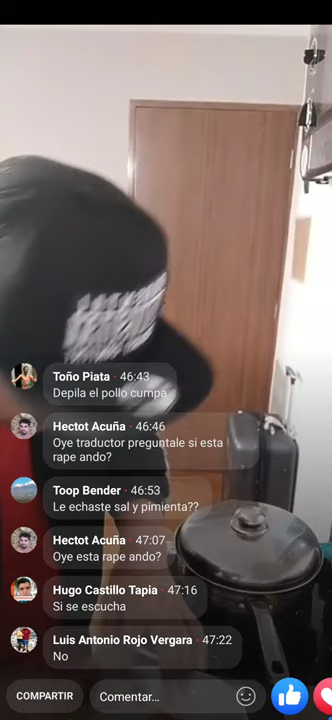 Toño Piata · 46:43
Depila el pollo cumpa
Hectot Acuña · 46:46
Oye traductor preguntale si esta
rape ando?
Toop Bender · 46:53
Le echaste sal y pimienta??
Hectot Acuña · 47:07
Oye esta rape ando?
Hugo Castillo Tapia · 47:16
Si se escucha
Luis Antonio Rojo Vergara · 47:22
No
COMPARTIR
Comentar...